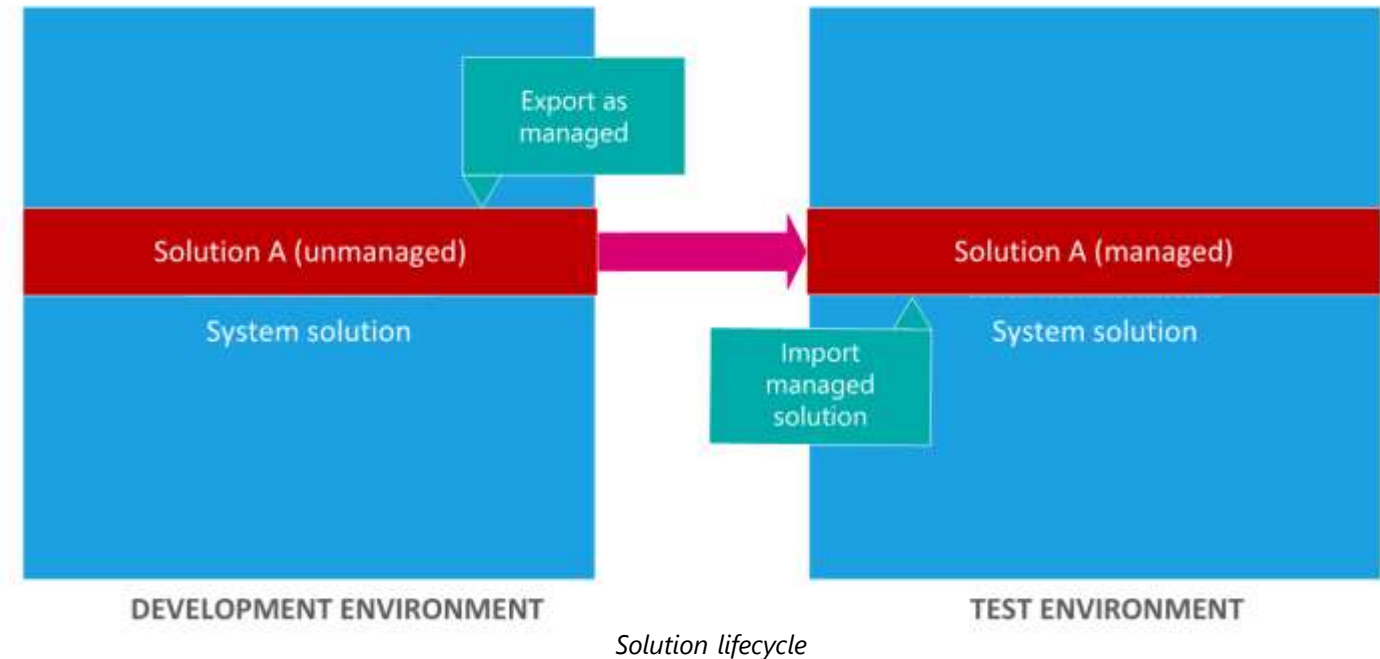 Export as
managed
Solution A (unmanaged)
Solution A (managed)
System solution
System solution
Import
managed
solution
DEVELOPMENT ENVIRONMENT
TEST ENVIRONMENT
Solution lifecycle